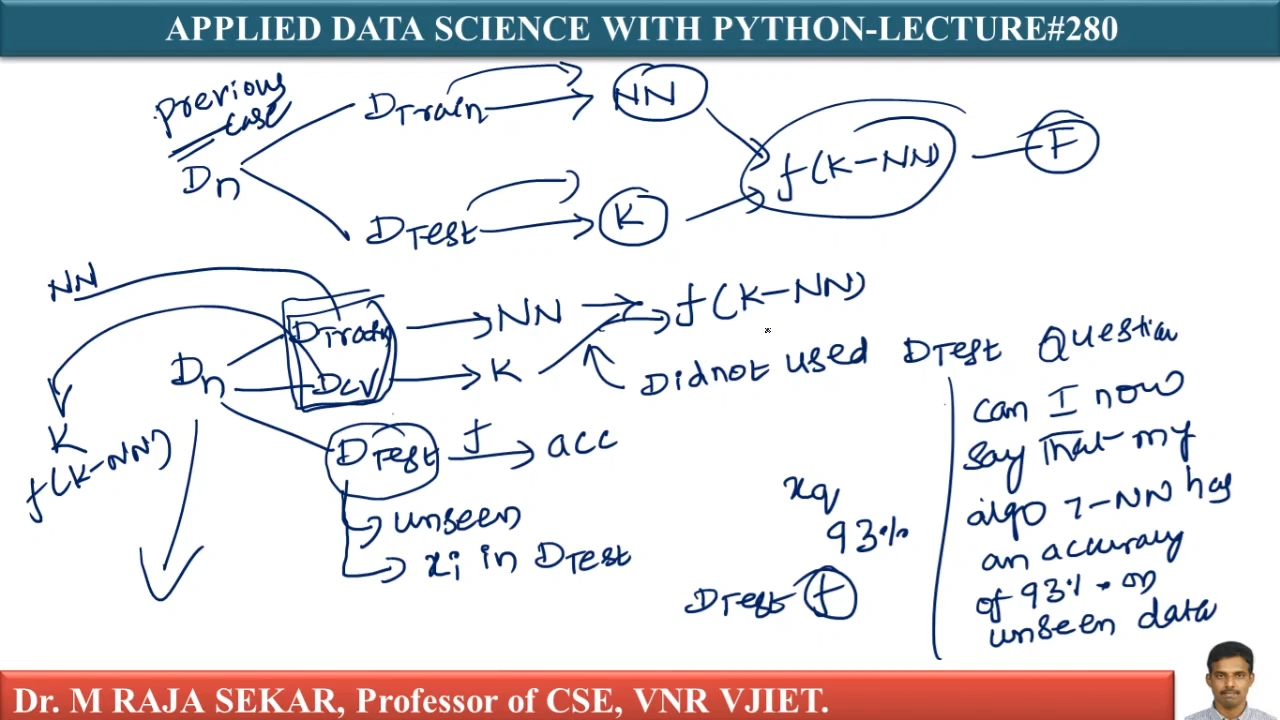 APPLIED DATA SCIENCE WITH PYTHON-LECTURE#280
previous
case
Dn
DTrain
NN
DTest
K
f(K-NN)
F
NN
Dn
DTrain
NN
f(K-NN)
DCV
K
Did not used DTest
K
f(K-NN)
DTest
f
acc
unseen
xi in DTest
xq
93%
DTest f
Question
can I now
say that my
algo 7-NN has
an accuracy
of 93% on
unseen data
Dr. M RAJA SEKAR, Professor of CSE, VNR VJIET.